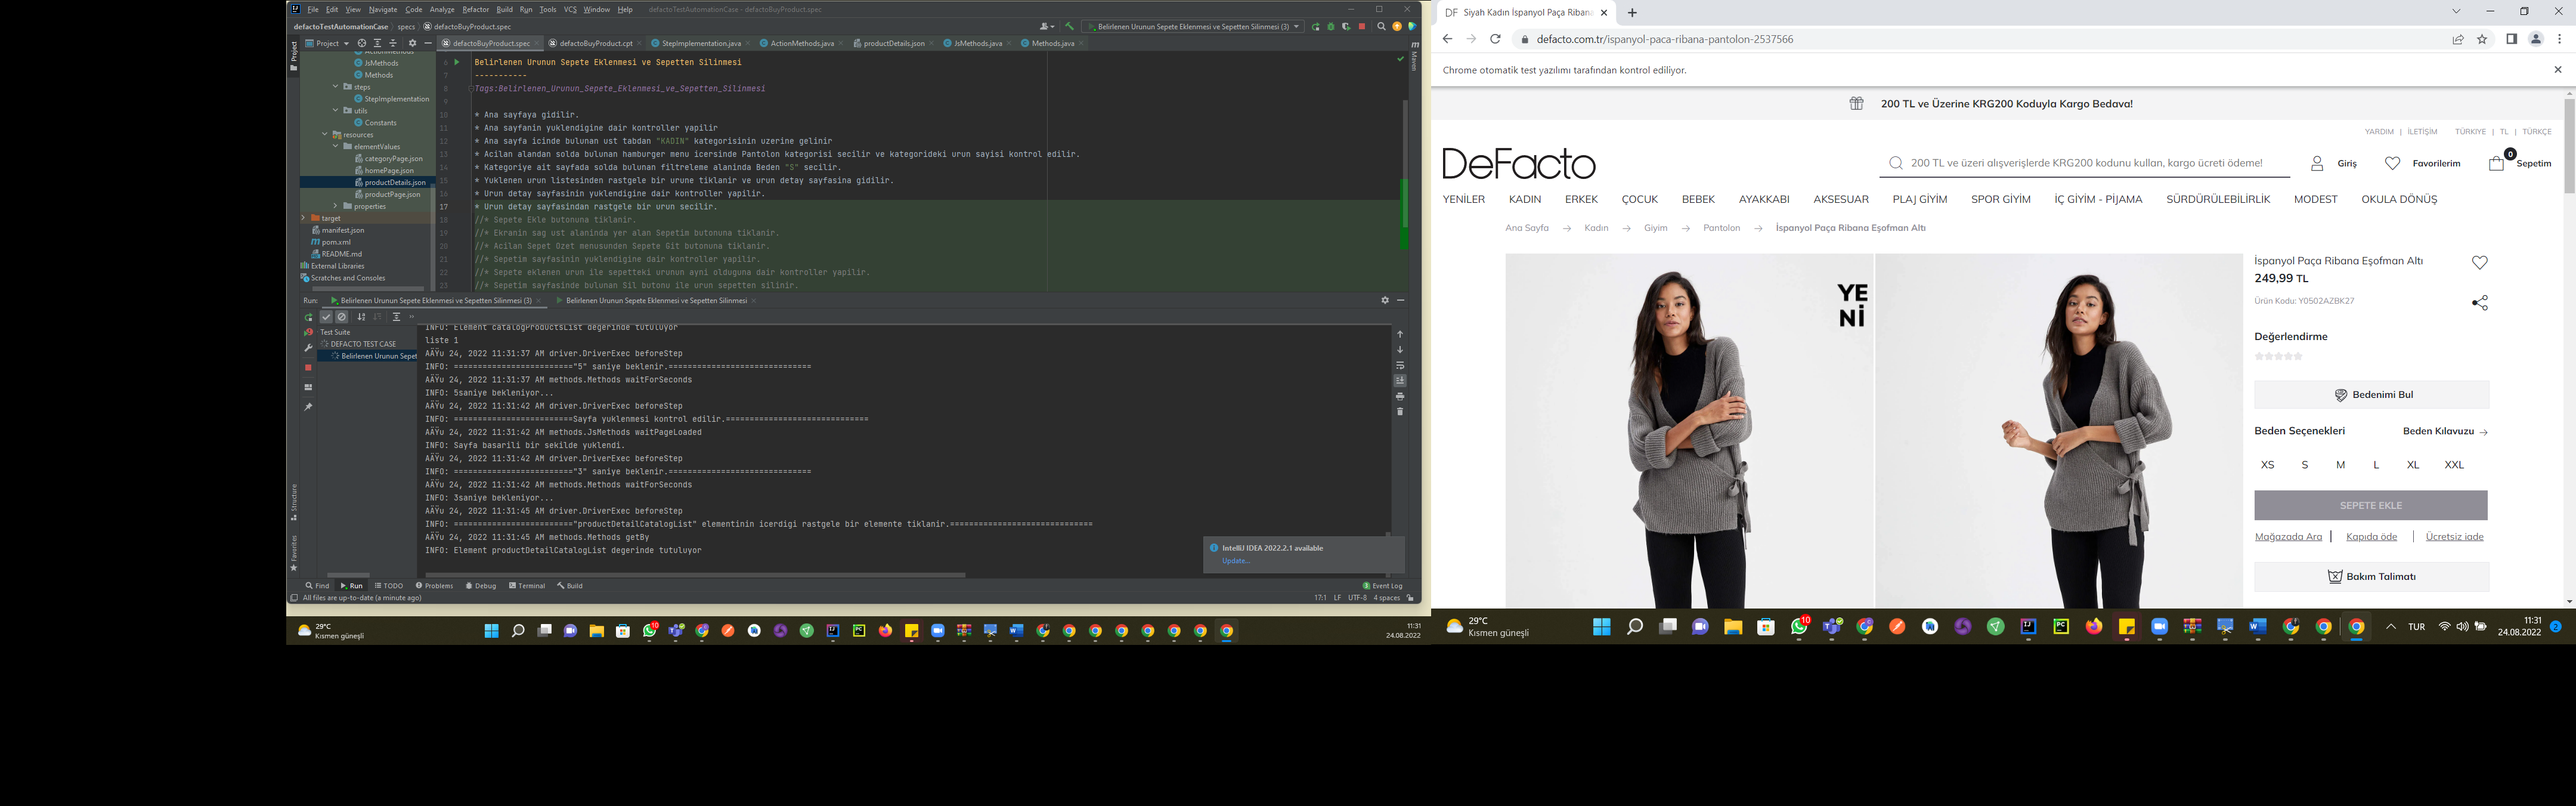 File Edit View Navigate Code Analyze Refactor Build Run Tools VCS Window Help defactoTestAutomationCase - defactoBuyProduct.spec
defactoTestAutomationCase specs defactoBuyProduct.spec
Belirlenen Urunun Sepete Eklenmesi ve Sepetten Silinmesi (3)
Project
defactoBuyProduct.spec defactoBuyProduct.cpt StepImplementation.java ActionMethods.java productDetails.json JsMethods.java Methods.java
Project
Maven
ActionMethods
JsMethods
Methods
steps
StepImplementation
utils
Constants
resources
elementValues
categoryPage.json
homePage.json
productDetails.json
productPage.json
properties
target
manifest.json
pom.xml
README.md
External Libraries
Scratches and Consoles
6 Belirlenen Urunun Sepete Eklenmesi ve Sepetten Silinmesi
7 -----------
8 Tags:Belirlenen_Urunun_Sepete_Eklenmesi_ve_Sepetten_Silinmesi
9
10 * Ana sayfaya gidilir.
11 * Ana sayfanin yuklendigine dair kontroller yapilir
12 * Ana sayfa icinde bulunan ust tabdan "KADIN" kategorisinin uzerine gelinir
13 * Acilan alandan solda bulunan hamburger menu icersinde Pantolon kategorisi secilir ve kategorideki urun sayisi kontrol edilir.
14 * Kategoriye ait sayfada solda bulunan filtreleme alaninda Beden "S" secilir.
15 * Yuklenen urun listesinden rastgele bir urune tiklanir ve urun detay sayfasina gidilir.
16 * Urun detay sayfasinin yuklendigine dair kontroller yapilir.
17 * Urun detay sayfasindan rastgele bir urun secilir.
18 //* Sepete Ekle butonuna tiklanir.
19 //* Ekranin sag ust alaninda yer alan Sepetim butonuna tiklanir.
20 //* Acilan Sepet Ozet menusunden Sepete Git butonuna tiklanir.
21 //* Sepetim sayfasinin yuklendigine dair kontroller yapilir.
22 //* Sepete eklenen urun ile sepetteki urunun ayni olduguna dair kontroller yapilir.
23 //* Sepetim sayfasinde bulunan Sil butonu ile urun sepetten silinir.
Run: Belirlenen Urunun Sepete Eklenmesi ve Sepetten Silinmesi (3) Belirlenen Urunun Sepete Eklenmesi ve Sepetten Silinmesi
Test Suite
DEFACTO TEST CASE
Belirlenen Urunun Sepet
INFO: Element catalogProductsList degerinde tutuluyor
liste 1
AÄŸu 24, 2022 11:31:37 AM driver.DriverExec beforeStep
INFO: ========================="5" saniye beklenir.==============================
AÄŸu 24, 2022 11:31:37 AM methods.Methods waitForSeconds
INFO: 5saniye bekleniyor...
AÄŸu 24, 2022 11:31:42 AM driver.DriverExec beforeStep
INFO: =========================Sayfa yuklenmesi kontrol edilir.==============================
AÄŸu 24, 2022 11:31:42 AM methods.JsMethods waitPageLoaded
INFO: Sayfa basarili bir sekilde yuklendi.
AÄŸu 24, 2022 11:31:42 AM driver.DriverExec beforeStep
INFO: ========================="3" saniye beklenir.==============================
AÄŸu 24, 2022 11:31:42 AM methods.Methods waitForSeconds
INFO: 3saniye bekleniyor...
AÄŸu 24, 2022 11:31:45 AM driver.DriverExec beforeStep
INFO: ========================="productDetailCatalogList" elementinin icerdigi rastgele bir elemente tiklanir.==============================
AÄŸu 24, 2022 11:31:45 AM methods.Methods getBy
INFO: Element productDetailCatalogList degerinde tutuluyor
IntelliJ IDEA 2022.2.1 available
Update...
Structure
Favorites
Find Run TODO Problems Debug Terminal Build Event Log
All files are up-to-date (a minute ago) 17:1 LF UTF-8 4 spaces
29°C
Kısmen güneşli
10
11:31
24.08.2022
DF Siyah Kadın İspanyol Paça Ribana
defacto.com.tr/ispanyol-paca-ribana-pantolon-2537566
Chrome otomatik test yazılımı tarafından kontrol ediliyor.
200 TL ve Üzerine KRG200 Koduyla Kargo Bedava!
YARDIM | İLETİŞİM TÜRKIYE | TL | TÜRKÇE
DeFacto
200 TL ve üzeri alışverişlerde KRG200 kodunu kullan, kargo ücreti ödeme!
Giriş Favorilerim 0 Sepetim
YENİLER KADIN ERKEK ÇOCUK BEBEK AYAKKABI AKSESUAR PLAJ GİYİM SPOR GİYİM İÇ GİYİM - PİJAMA SÜRDÜRÜLEBİLİRLİK MODEST OKULA DÖNÜŞ
Ana Sayfa Kadın Giyim Pantolon İspanyol Paça Ribana Eşofman Altı
YE
Nİ
İspanyol Paça Ribana Eşofman Altı
249,99 TL
Ürün Kodu: Y0502AZBK27
Değerlendirme
Bedenimi Bul
Beden Seçenekleri Beden Kılavuzu
XS S M L XL XXL
SEPETE EKLE
Mağazada Ara | Kapıda öde | Ücretsiz iade
Bakım Talimatı
29°C
Kısmen güneşli
10
TUR
11:31
24.08.2022
2